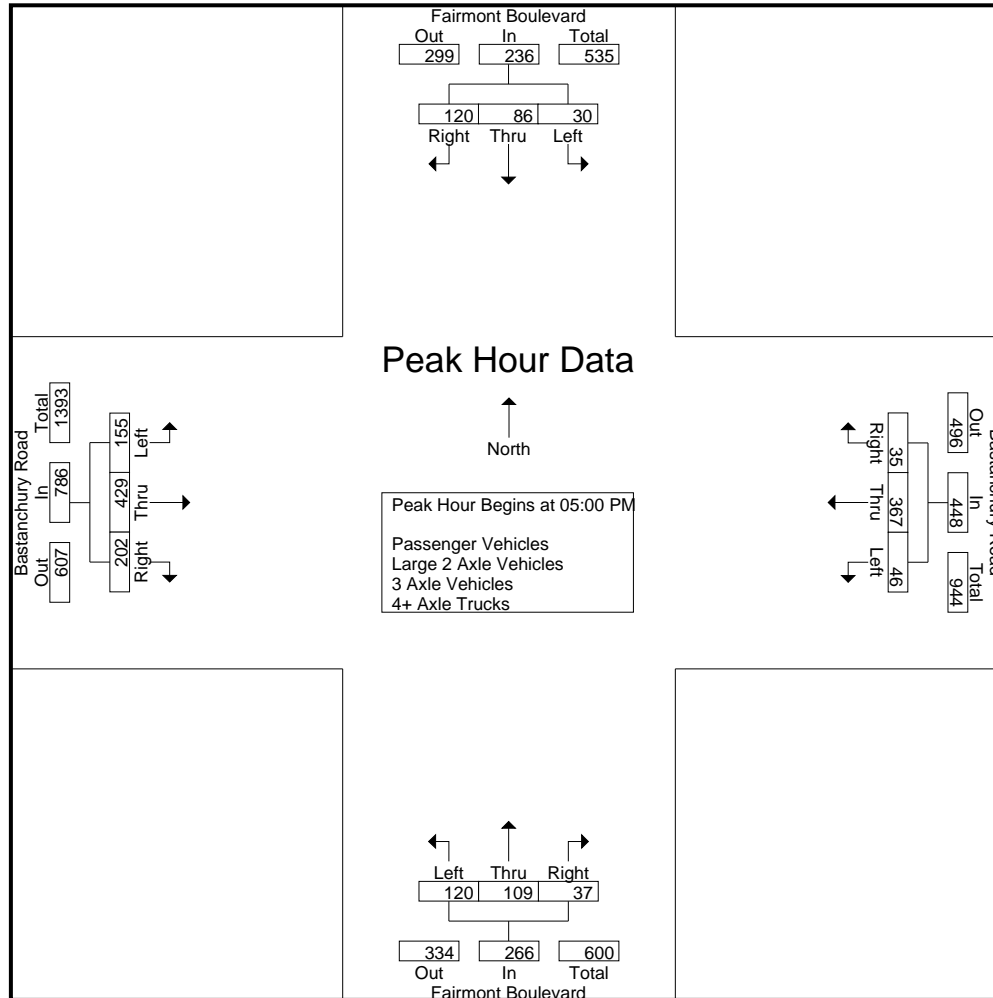 Fairmont Boulevard
Out In Total
299 236 535
120 86 30
Right Thru Left
Peak Hour Data
North
Peak Hour Begins at 05:00 PM
Passenger Vehicles
Large 2 Axle Vehicles
3 Axle Vehicles
4+ Axle Trucks
Bastanchury Road
Out In Total
607 786 1393
202 429 155
Right Thru Left
Bastanchury Road
Out In Total
496 448 944
35 367 46
Right Thru Left
Left Thru Right
120 109 37
334 266 600
Out In Total
Fairmont Boulevard